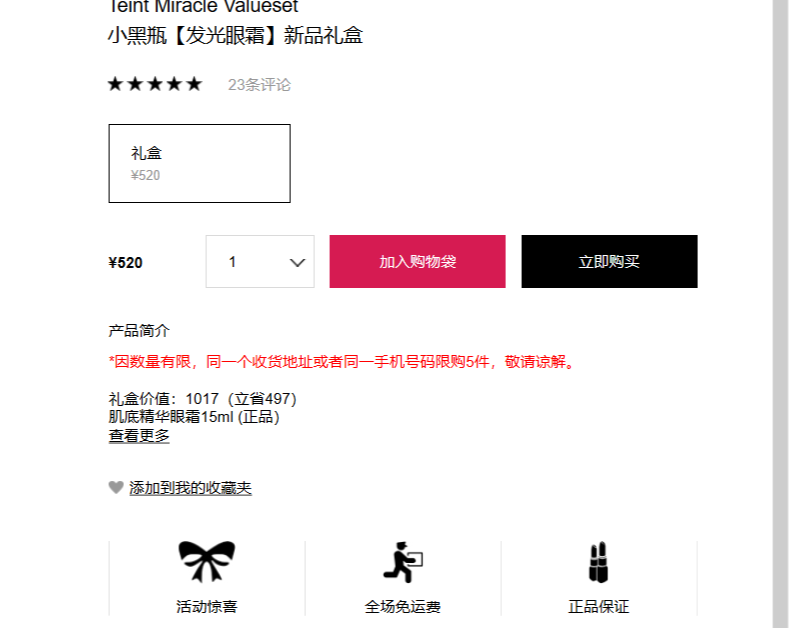 Teint Miracle Valueset
小黑瓶【发光眼霜】新品礼盒
23条评论
礼盒
¥520
¥520
1
加入购物袋
立即购买
产品简介
*因数量有限，同一个收货地址或者同一手机号码限购5件，敬请谅解。
礼盒价值：1017（立省497）
肌底精华眼霜15ml (正品）
查看更多
添加到我的收藏夹
活动惊喜
全场免运费
正品保证